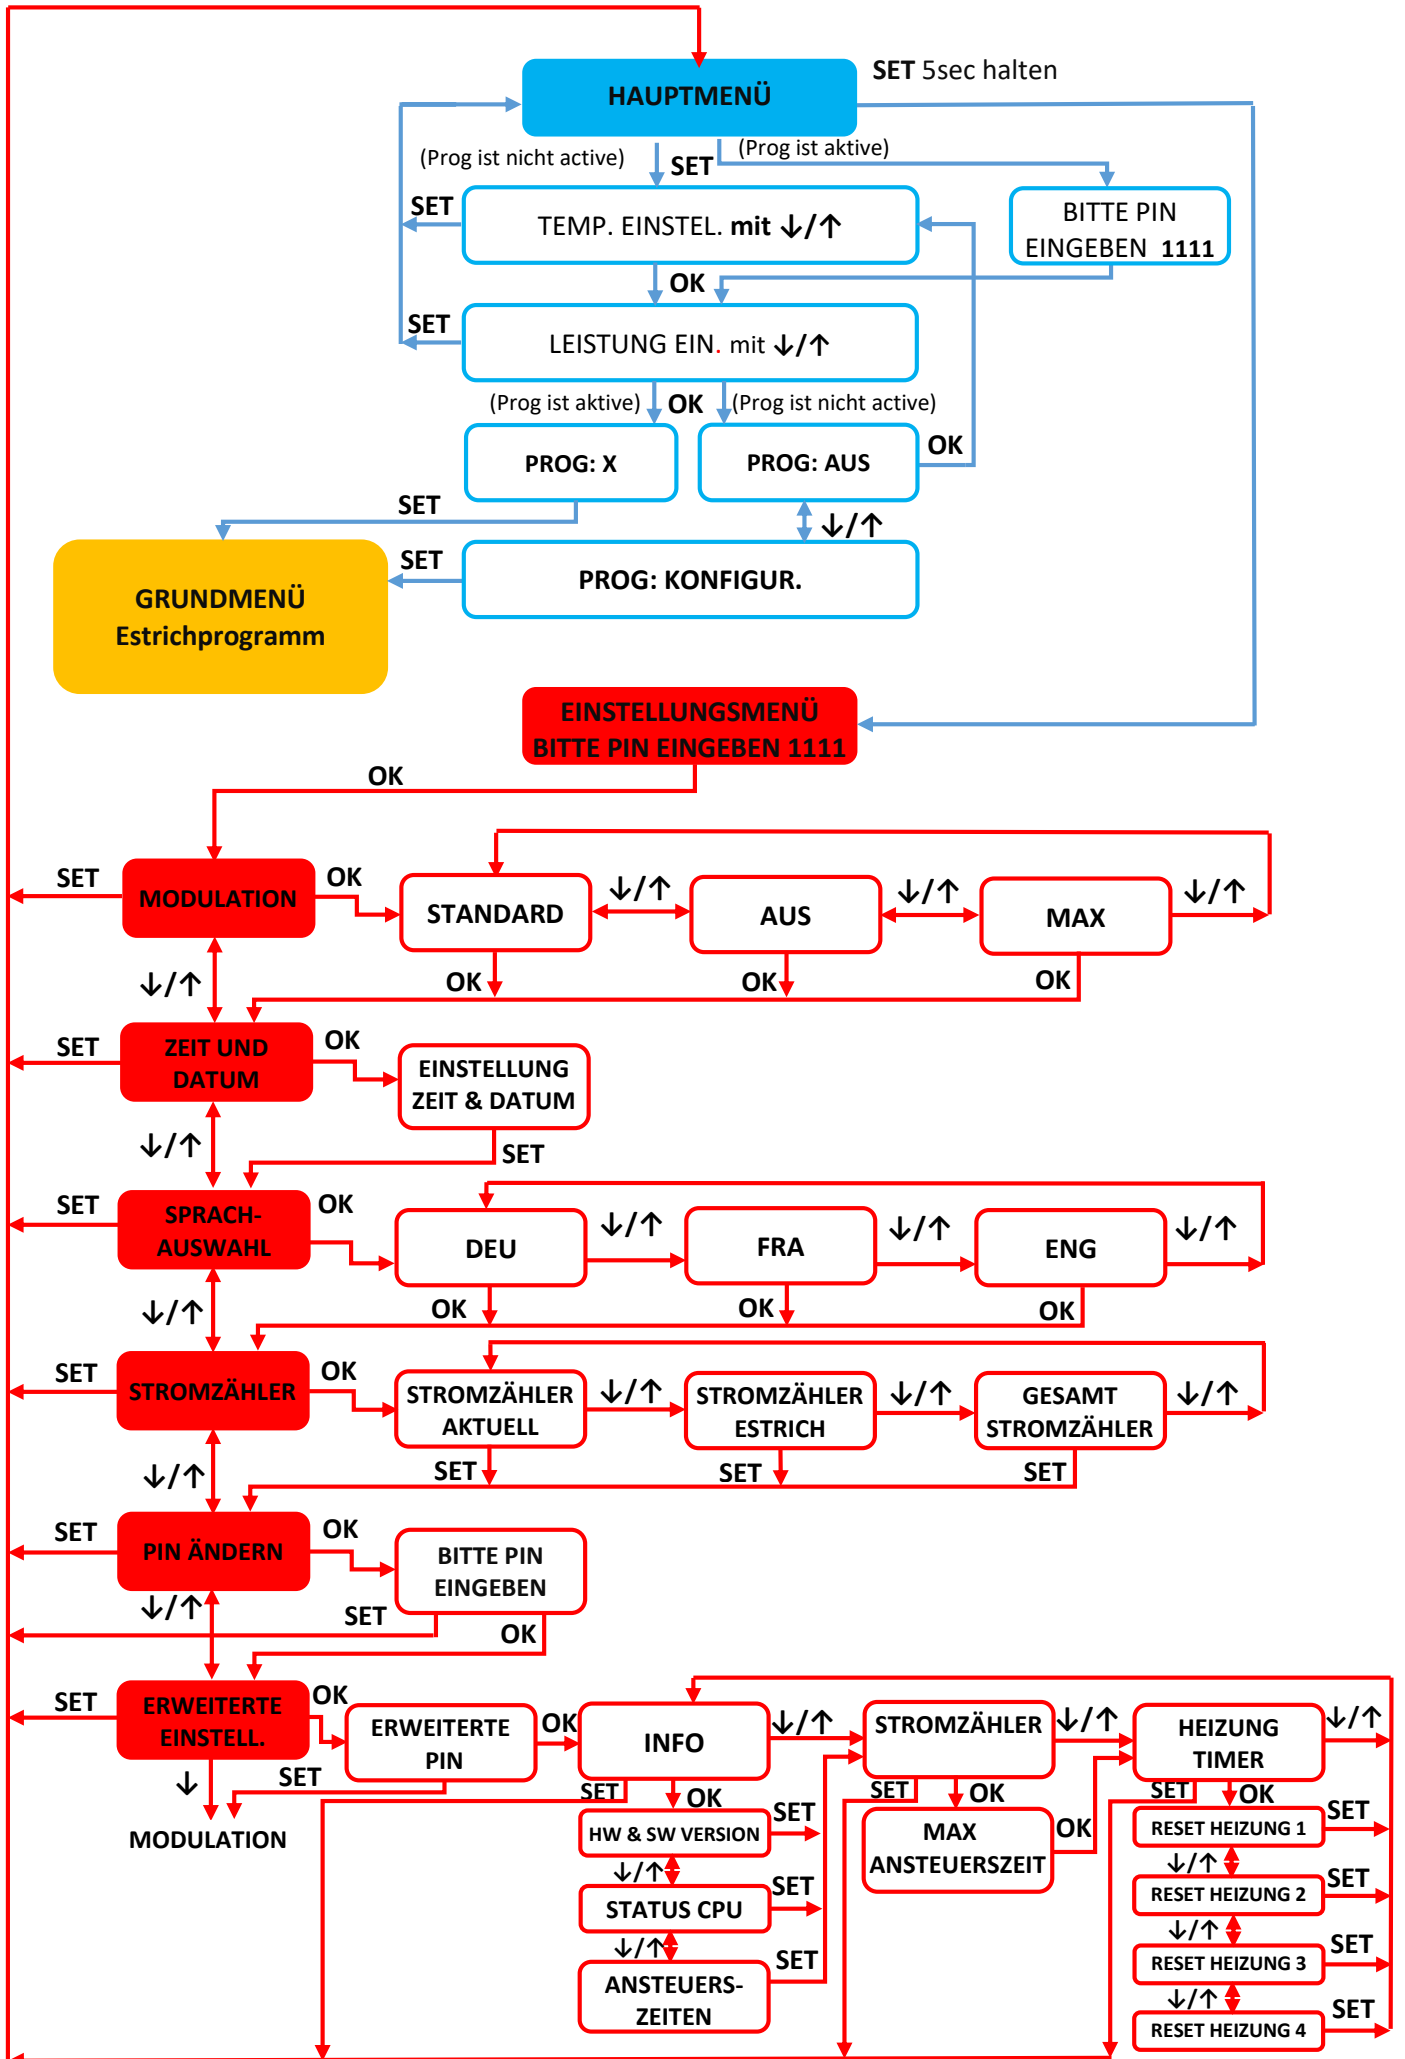 SET 5sec halten
HAUPTMENÜ
(Prog ist nicht active)
SET
(Prog ist aktive)
SET
TEMP. EINSTEL. mit ↓/↑
BITTE PIN
EINGEBEN 1111
OK
SET
LEISTUNG EIN. mit ↓/↑
(Prog ist aktive)
OK
(Prog ist nicht active)
PROG: X
PROG: AUS
OK
SET
↓/↑
SET
PROG: KONFIGUR.
GRUNDMENÜ
Estrichprogramm
EINSTELLUNGSMENÜ
BITTE PIN EINGEBEN 1111
OK
SET
MODULATION
OK
STANDARD
↓/↑
AUS
↓/↑
MAX
↓/↑
OK
OK
OK
↓/↑
SET
ZEIT UND
DATUM
OK
EINSTELLUNG
ZEIT & DATUM
SET
↓/↑
SET
SPRACH-
AUSWAHL
OK
DEU
↓/↑
FRA
↓/↑
ENG
↓/↑
OK
OK
OK
↓/↑
SET
STROMZÄHLER
OK
STROMZÄHLER
AKTUELL
↓/↑
STROMZÄHLER
ESTRICH
↓/↑
GESAMT
STROMZÄHLER
↓/↑
SET
SET
SET
↓/↑
SET
PIN ÄNDERN
OK
BITTE PIN
EINGEBEN
SET
OK
↓/↑
SET
ERWEITERTE
EINSTELL.
OK
ERWEITERTE
PIN
OK
INFO
↓/↑
STROMZÄHLER
↓/↑
HEIZUNG
TIMER
↓/↑
↓
SET
MODULATION
SET
OK
SET
OK
SET
OK
HW & SW VERSION
SET
↓/↑
STATUS CPU
SET
↓/↑
ANSTEUERS-
ZEITEN
SET
MAX
ANSTEUERSZEIT
OK
RESET HEIZUNG 1
SET
↓/↑
RESET HEIZUNG 2
SET
↓/↑
RESET HEIZUNG 3
SET
↓/↑
RESET HEIZUNG 4
SET